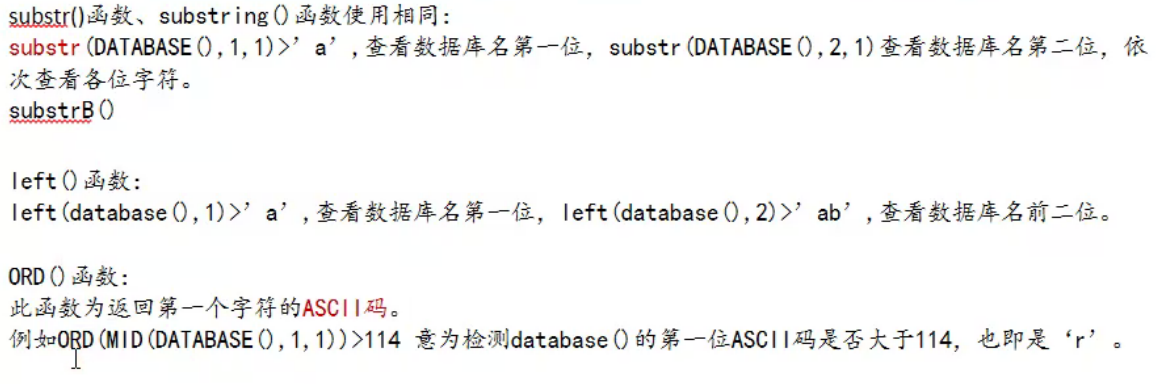 substr()函数、substring()函数使用相同：
substr(DATABASE(),1,1)>’a’,查看数据库名第一位，substr(DATABASE(),2,1)查看数据库名第二位，依
次查看各位字符。
substrB()
left()函数：
left(database(),1)>’a’,查看数据库名第一位，left(database(),2)>’ab’,查看数据库名前二位。
ORD()函数：
此函数为返回第一个字符的ASCII码。
例如ORD(MID(DATABASE(),1,1))>114 意为检测database()的第一位ASCII码是否大于114，也即是‘r’。